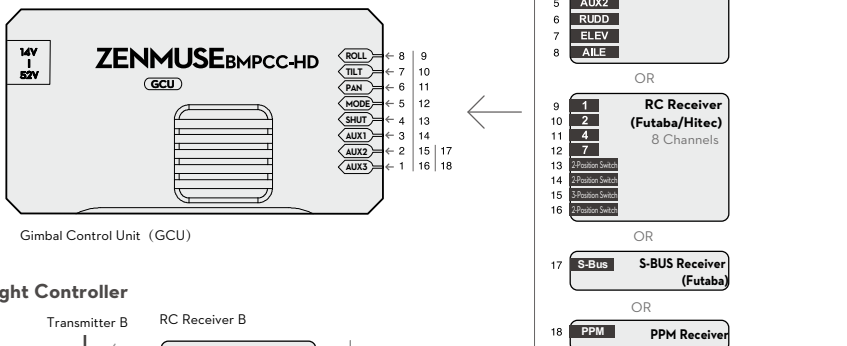 14V
|
52V
ZENMUSE BMPCC-HD
GCU
ROLL ← 8 | 9
TILT ← 7 | 10
PAN ← 6 | 11
MODE ← 5 | 12
SHUT ← 4 | 13
AUX1 ← 3 | 14
AUX2 ← 2 | 15 | 17
AUX3 ← 1 | 16 | 18
Gimbal Control Unit（GCU）
5 AUX2
6 RUDD
7 ELEV
8 AILE
OR
RC Receiver
(Futaba/Hitec)
8 Channels
9 1
10 2
11 4
12 7
13 2-Position Switch
14 2-Position Switch
15 3-Position Switch
16 2-Position Switch
OR
17 S-Bus S-BUS Receiver
(Futaba)
OR
18 PPM PPM Receiver
ght Controller
Transmitter B
RC Receiver B